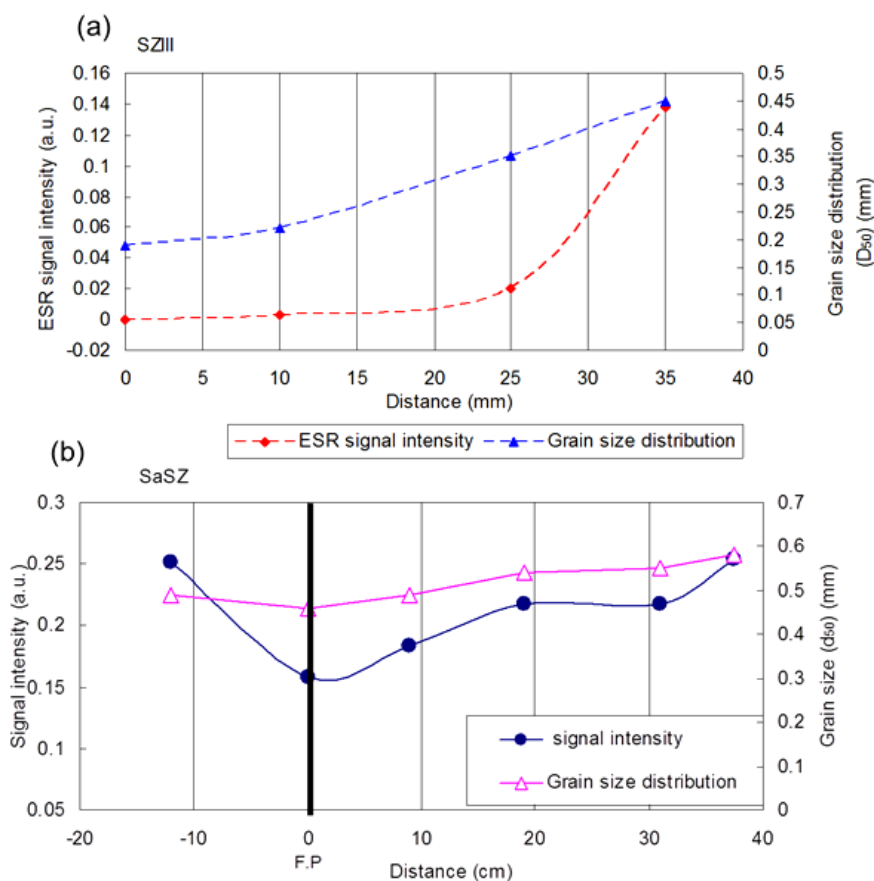 (a)
SZIII
0.16
0.14
0.12
0.1
0.08
0.06
0.04
0.02
0
-0.02
ESR signal intensity (a.u.)
0.5
0.45
0.4
0.35
0.3
0.25
0.2
0.15
0.1
0.05
0
Grain size distribution
(D₅₀) (mm)
0 5 10 15 20 25 30 35 40
Distance (mm)
ESR signal intensity Grain size distribution
(b)
SaSZ
0.3
0.25
0.2
0.15
0.1
0.05
Signal intensity (a.u.)
0.7
0.6
0.5
0.4
0.3
0.2
0.1
0
Grain size (d₅₀) (mm)
signal intensity
Grain size distribution
-20 -10 0 10 20 30 40
F.P
Distance (cm)